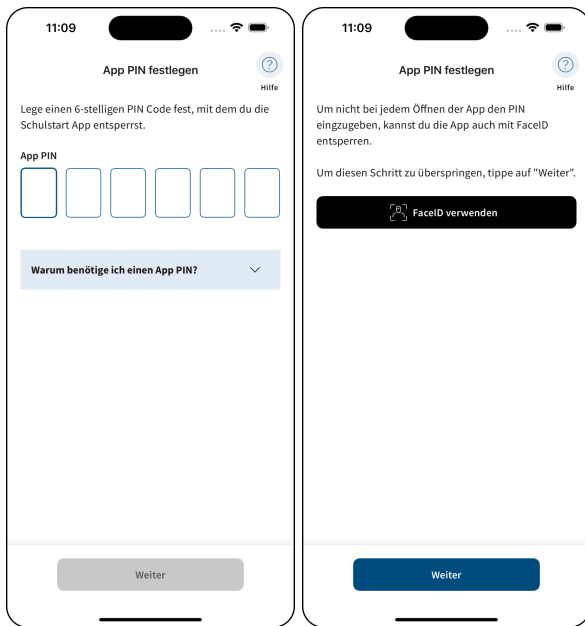 11:09
App PIN festlegen
Hilfe
Lege einen 6-stelligen PIN Code fest, mit dem du die
Schulstart App entsperrst.
App PIN
Warum benötige ich einen App PIN?
Weiter
11:09
App PIN festlegen
Hilfe
Um nicht bei jedem Öffnen der App den PIN
einzugeben, kannst du die App auch mit FaceID
entsperren.
Um diesen Schritt zu überspringen, tippe auf "Weiter".
FaceID verwenden
Weiter